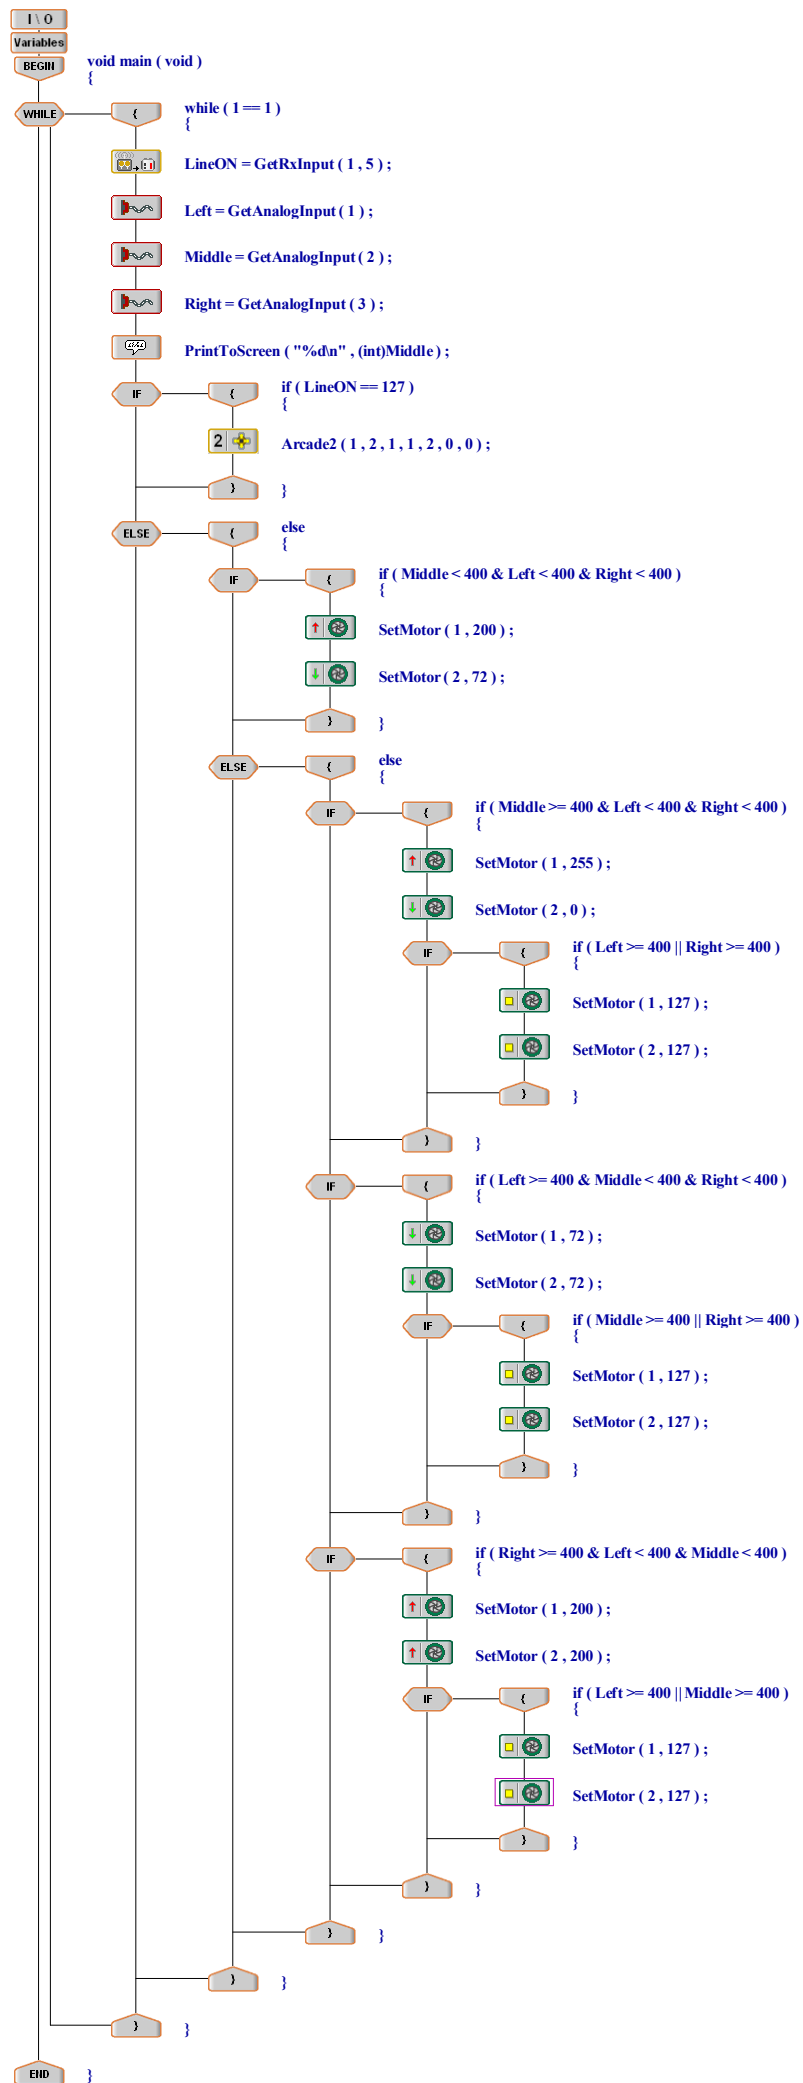 I \ O
Variables
BEGIN void main ( void )
{
WHILE { while ( 1 == 1 )
{
LineON = GetRxInput ( 1 , 5 ) ;
Left = GetAnalogInput ( 1 ) ;
Middle = GetAnalogInput ( 2 ) ;
Right = GetAnalogInput ( 3 ) ;
PrintToScreen ( "%d\n" , (int)Middle ) ;
IF { if ( LineON == 127 )
{
2 Arcade2 ( 1 , 2 , 1 , 1 , 2 , 0 , 0 ) ;
} }
ELSE { else
{
IF { if ( Middle < 400 & Left < 400 & Right < 400 )
{
SetMotor ( 1 , 200 ) ;
SetMotor ( 2 , 72 ) ;
} }
ELSE { else
{
IF { if ( Middle >= 400 & Left < 400 & Right < 400 )
{
SetMotor ( 1 , 255 ) ;
SetMotor ( 2 , 0 ) ;
IF { if ( Left >= 400 || Right >= 400 )
{
SetMotor ( 1 , 127 ) ;
SetMotor ( 2 , 127 ) ;
} }
} }
IF { if ( Left >= 400 & Middle < 400 & Right < 400 )
{
SetMotor ( 1 , 72 ) ;
SetMotor ( 2 , 72 ) ;
IF { if ( Middle >= 400 || Right >= 400 )
{
SetMotor ( 1 , 127 ) ;
SetMotor ( 2 , 127 ) ;
} }
} }
IF { if ( Right >= 400 & Left < 400 & Middle < 400 )
{
SetMotor ( 1 , 200 ) ;
SetMotor ( 2 , 200 ) ;
IF { if ( Left >= 400 || Middle >= 400 )
{
SetMotor ( 1 , 127 ) ;
SetMotor ( 2 , 127 ) ;
} }
} }
} }
} }
} }
END }